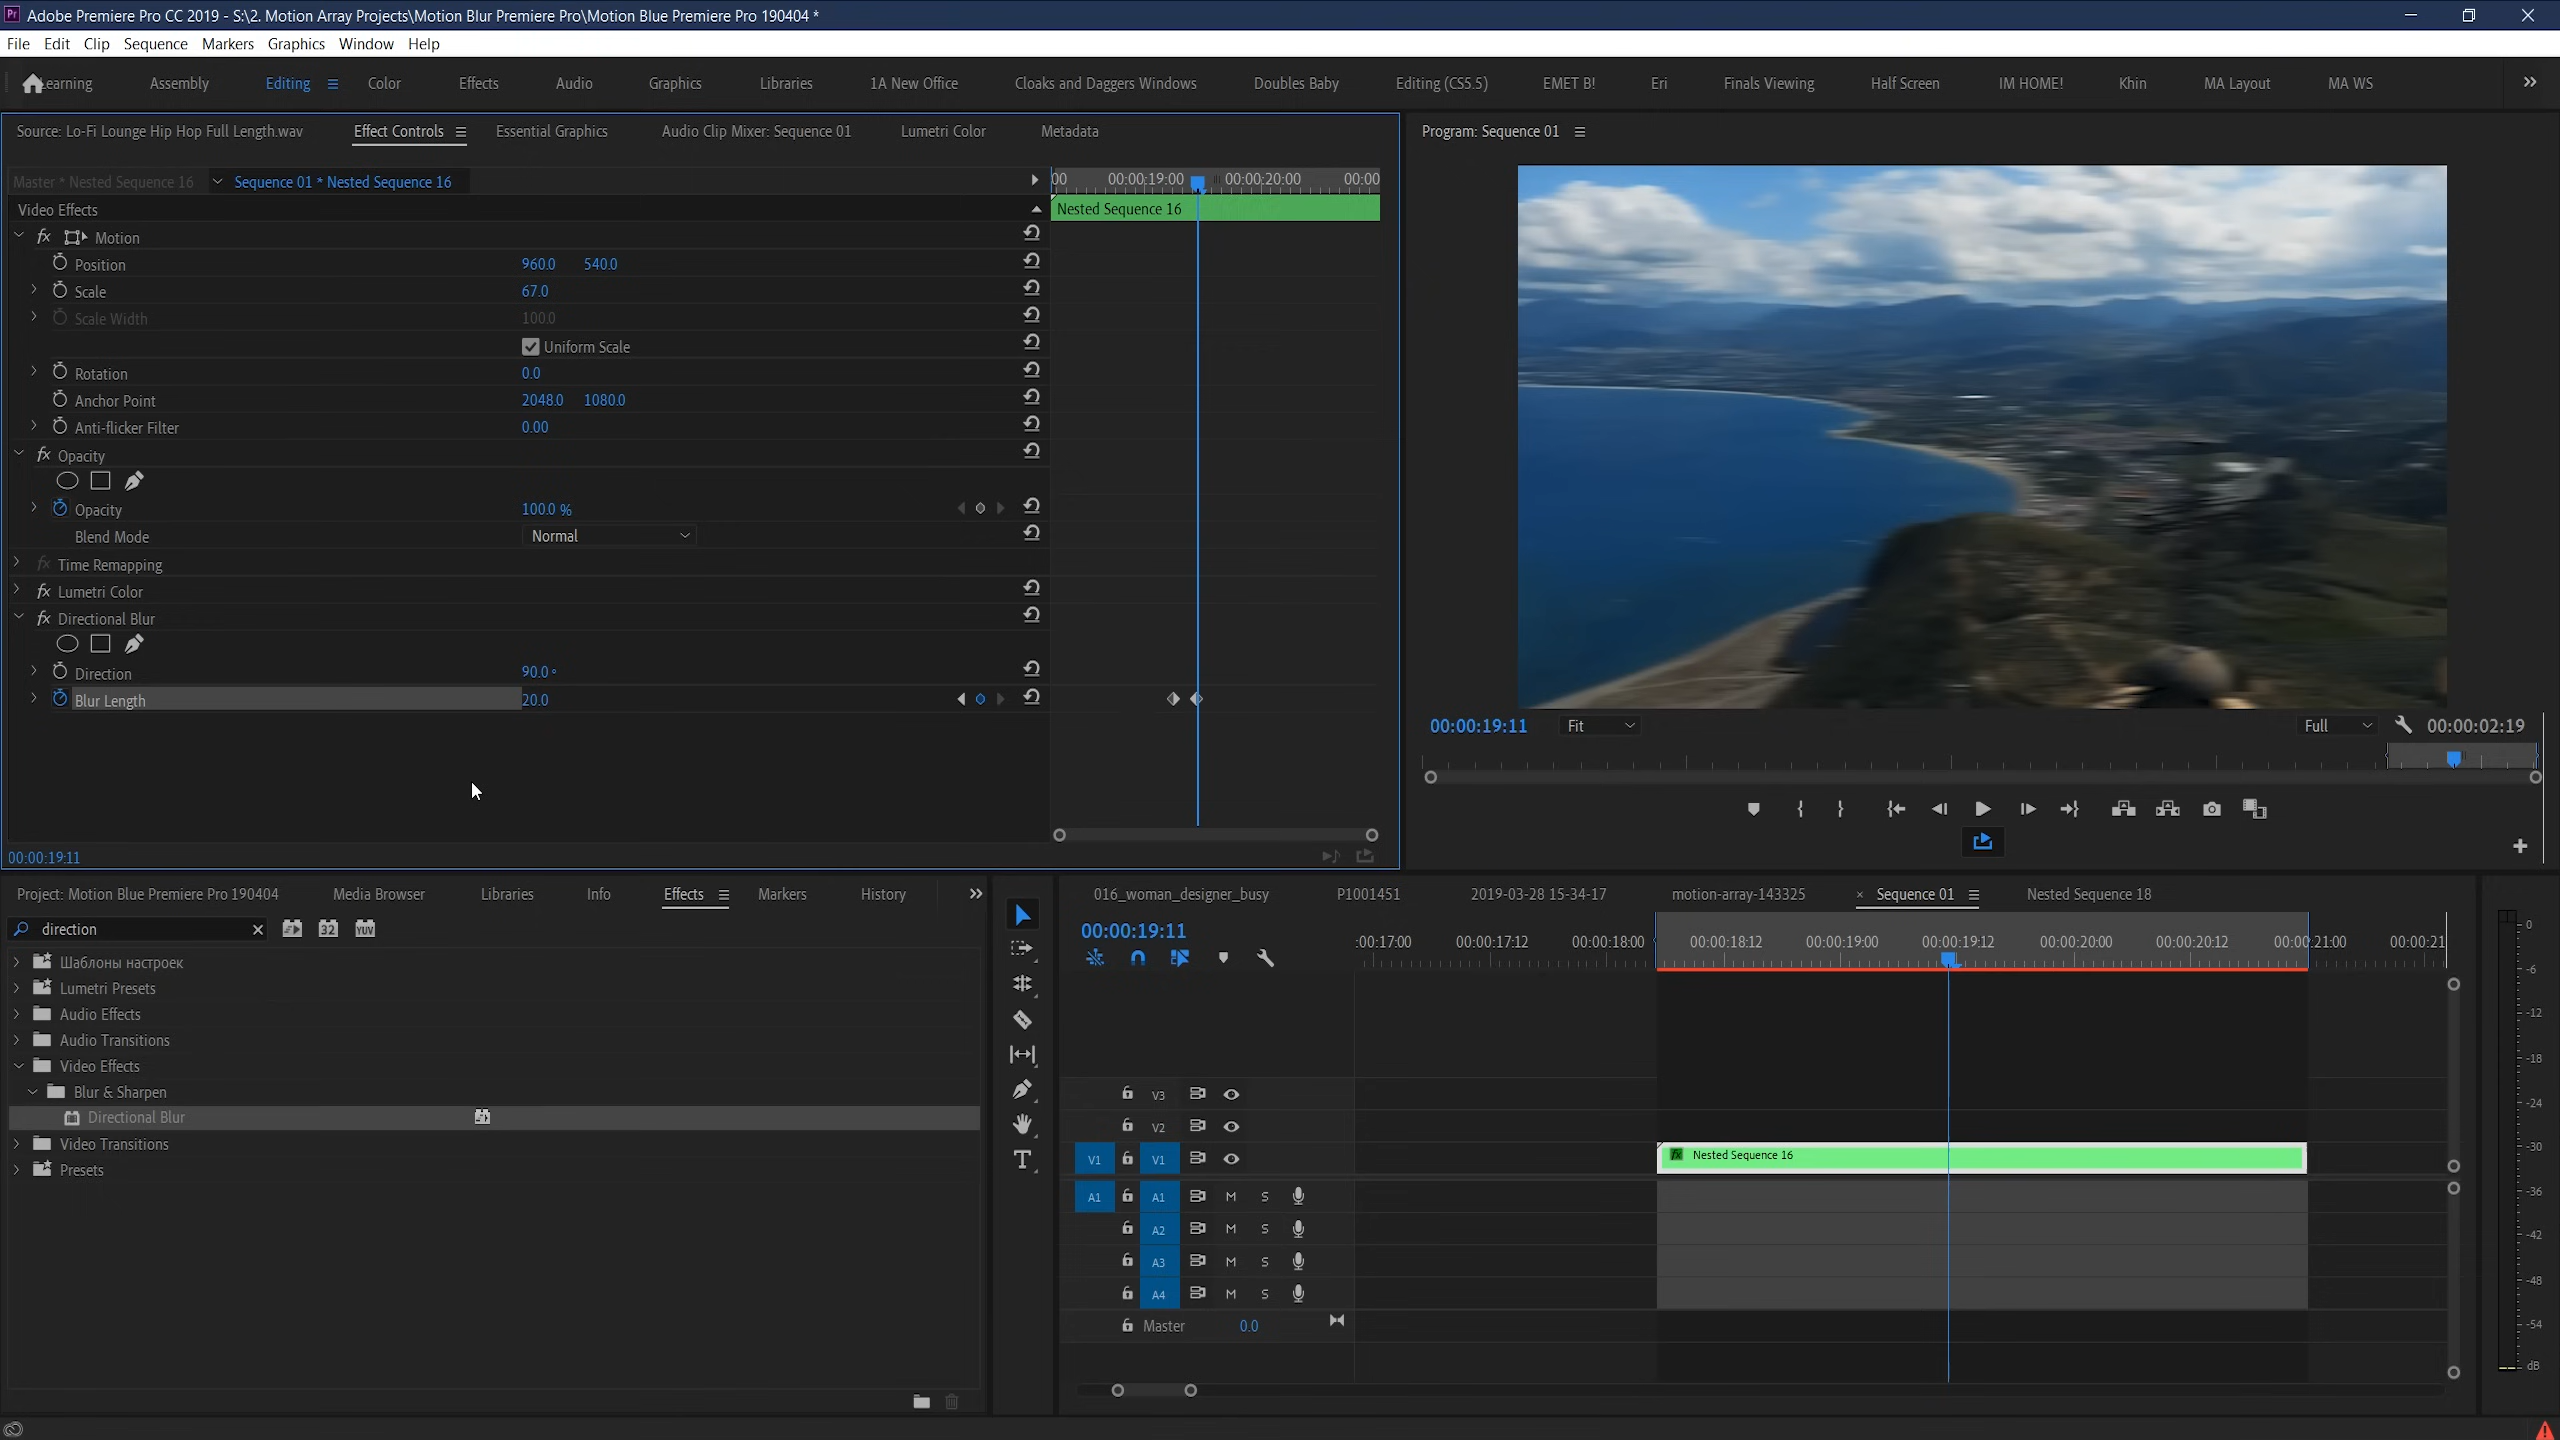 Adobe Premiere Pro CC 2019 - S:\2. Motion Array Projects\Motion Blur Premiere Pro\Motion Blue Premiere Pro 190404 *
File Edit Clip Sequence Markers Graphics Window Help
Learning Assembly Editing Color Effects Audio Graphics Libraries 1A New Office Cloaks and Daggers Windows Doubles Baby Editing (CS5.5) EMET B! Eri Finals Viewing Half Screen IM HOME! Khin MA Layout MA WS
Source: Lo-Fi Lounge Hip Hop Full Length.wav Effect Controls Essential Graphics Audio Clip Mixer: Sequence 01 Lumetri Color Metadata
Master * Nested Sequence 16 Sequence 01 * Nested Sequence 16
:00 00:00:19:00 00:00:20:00 00:00
Video Effects
Nested Sequence 16
fx Motion
Position 960.0 540.0
Scale 67.0
Scale Width 100.0
Uniform Scale
Rotation 0.0
Anchor Point 2048.0 1080.0
Anti-flicker Filter 0.00
fx Opacity
Opacity 100.0 %
Blend Mode Normal
fx Time Remapping
fx Lumetri Color
fx Directional Blur
Direction 90.0 °
Blur Length 20.0
00:00:19:11
Program: Sequence 01
00:00:19:11 Fit Full 00:00:02:19
Project: Motion Blue Premiere Pro 190404 Media Browser Libraries Info Effects Markers History
direction 32 YUV
Шаблоны настроек
Lumetri Presets
Audio Effects
Audio Transitions
Video Effects
Blur & Sharpen
Directional Blur
Video Transitions
Presets
016_woman_designer_busy P1001451 2019-03-28 15-34-17 motion-array-143325 × Sequence 01 Nested Sequence 18
00:00:19:11
:00:17:00 00:00:17:12 00:00:18:00 00:00:18:12 00:00:19:00 00:00:19:12 00:00:20:00 00:00:20:12 00:00:21:00 00:00:21
V3
V2
V1 V1 fx Nested Sequence 16
A1 A1 M S
A2 M S
A3 M S
A4 M S
Master 0.0
0
-6
-12
-18
-24
-30
-36
-42
-48
-54
dB